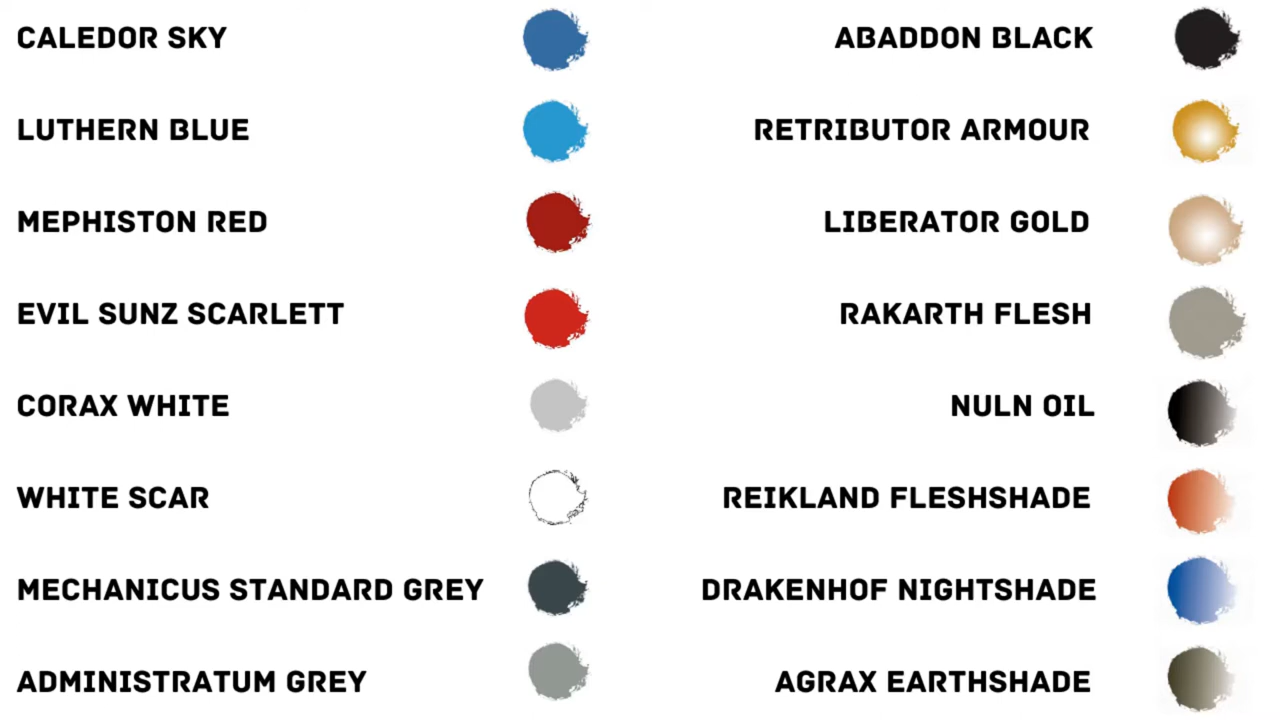 CALEDOR SKY
LUTHERN BLUE
MEPHISTON RED
EVIL SUNZ SCARLETT
CORAX WHITE
WHITE SCAR
MECHANICUS STANDARD GREY
ADMINISTRATUM GREY
ABADDON BLACK
RETRIBUTOR ARMOUR
LIBERATOR GOLD
RAKARTH FLESH
NULN OIL
REIKLAND FLESHSHADE
DRAKENHOF NIGHTSHADE
AGRAX EARTHSHADE